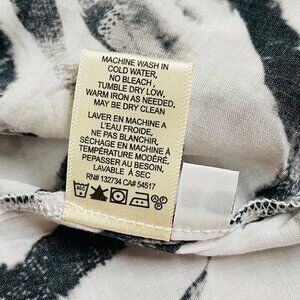 MACHINE WASH IN
COLD WATER,
NO BLEACH,
TUMBLE DRY LOW,
WARM IRON AS NEEDED.
MAY BE DRY CLEAN
LAVER EN MACHINE A
L'EAU FROIDE,
NE PAS BLANCHIR,
SÉCHAGE EN MACHINE À
TEMPÉRATURE MODÉRÉ,
PEPASSER AU BESOIN,
LAVABLE À SEC
RN# 132734 CA# 54517